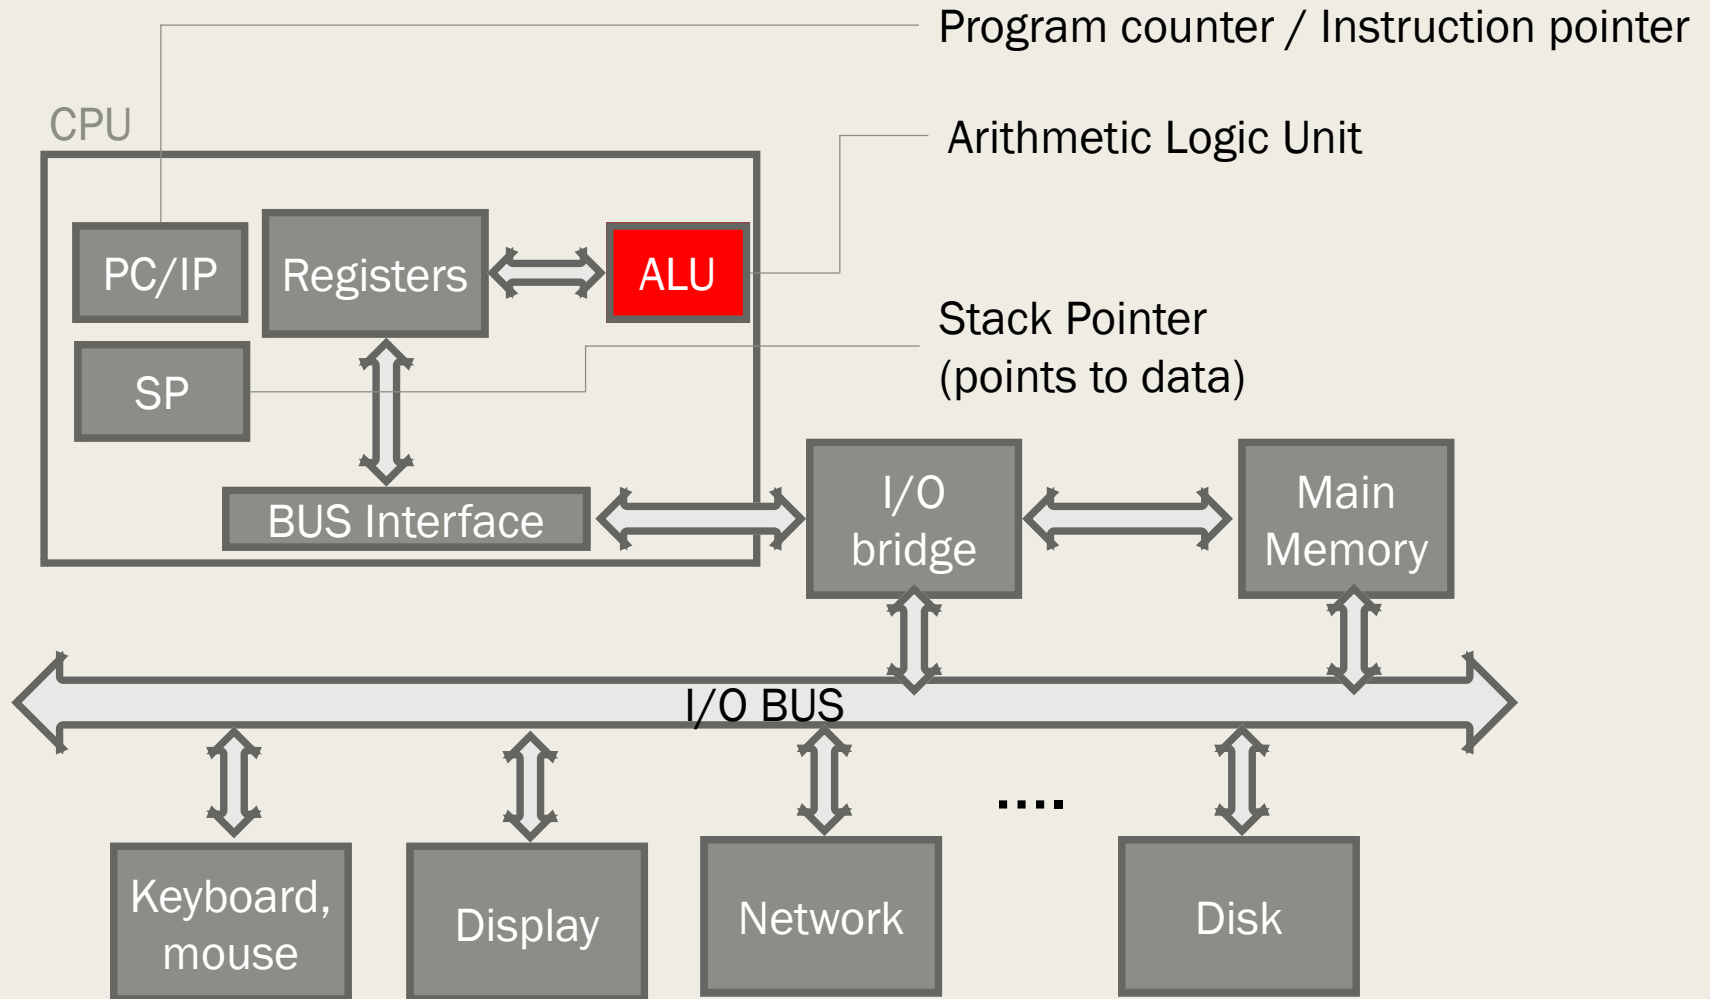 Program counter / Instruction pointer
CPU
Arithmetic Logic Unit
PC/IP
Registers
ALU
Stack Pointer
(points to data)
SP
BUS Interface
I/O
bridge
Main
Memory
I/O BUS
....
Keyboard,
mouse
Display
Network
Disk